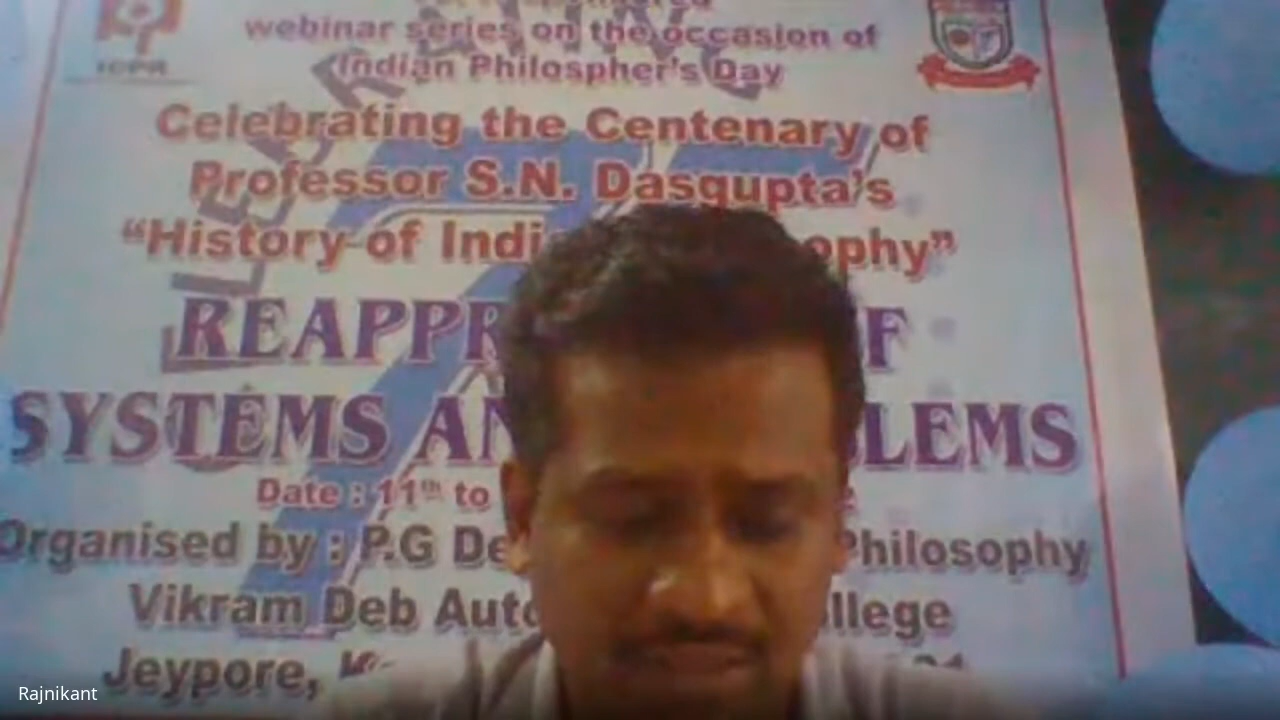 webinar series on the occasion of
Indian Philospher's Day
ICPR
Celebrating the Centenary of
Professor S.N. Dasgupta's
“History of Indi ophy”
REAPPR F
SYSTEMS AN LEMS
Date : 11th to
Organised by : P.G De Philosophy
Vikram Deb Auto llege
Jeypore,
Rajnikant